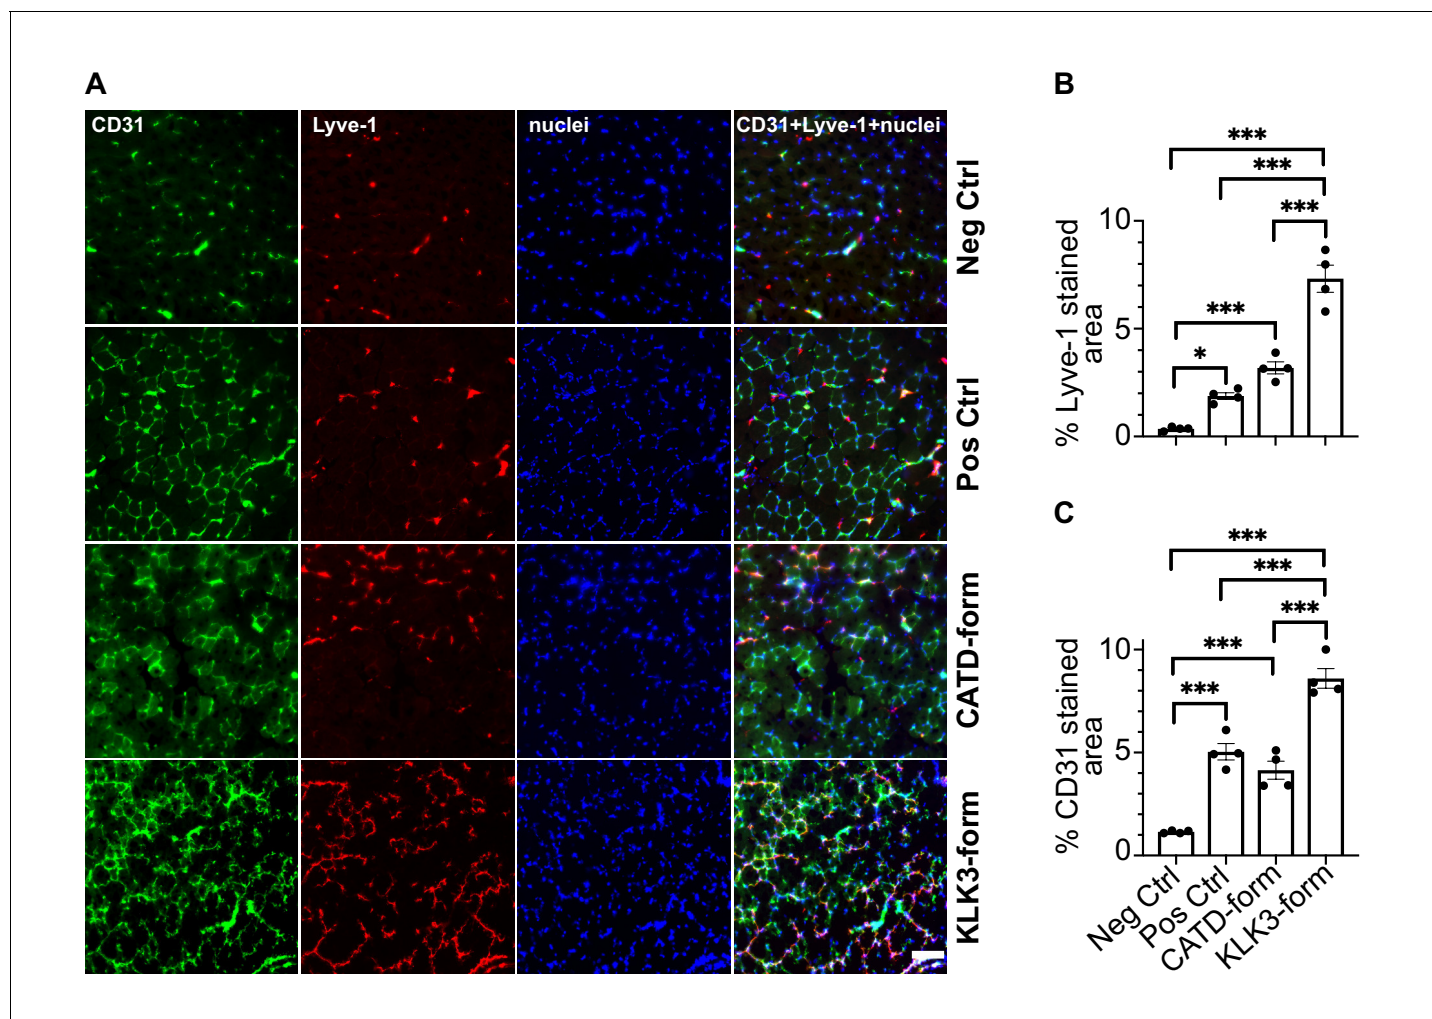 A
CD31
Lyve-1
nuclei
CD31+Lyve-1+nuclei
Neg Ctrl
Pos Ctrl
CATD-form
KLK3-form
B
***
***
***
***
*
% Lyve-1 stained
area
10
5
0
C
***
***
***
***
***
% CD31 stained
area
10
5
0
Neg Ctrl
Pos Ctrl
CATD-form
KLK3-form